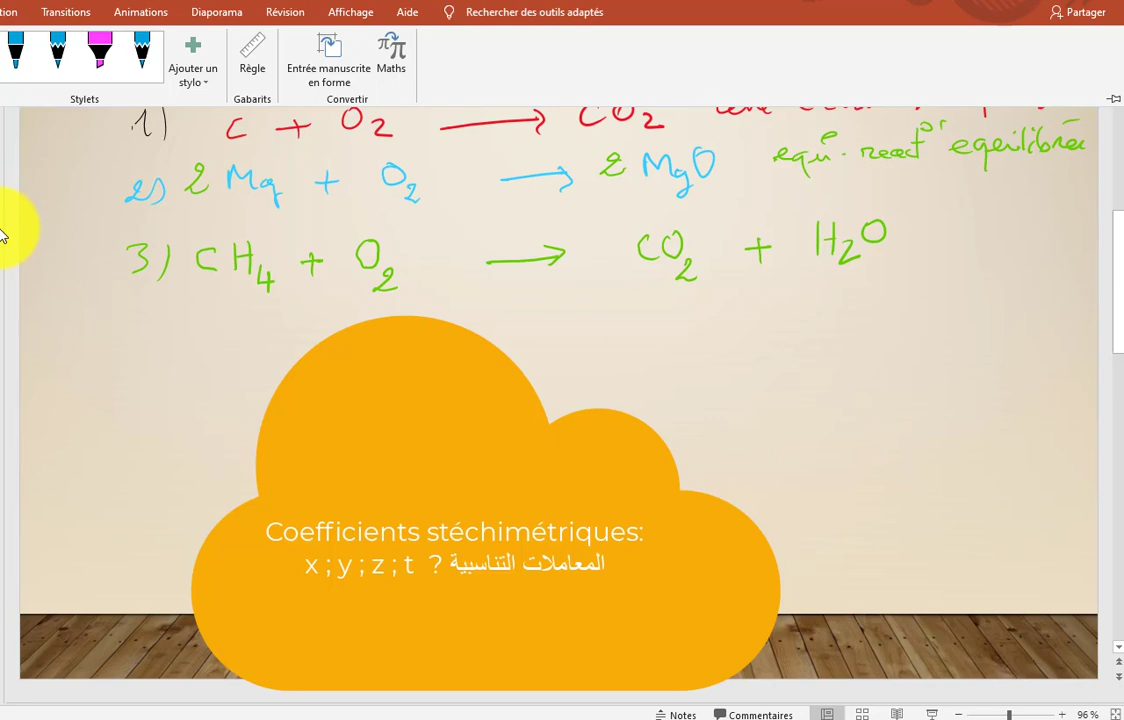 Transitions Animations Diaporama Révision Affichage Aide Rechercher des outils adaptés Partager
Ajouter un stylo
Règle
Entrée manuscrite en forme
Maths
Stylets Gabarits Convertir
1) C + O2 → CO2
équ. react equilibrée
2) 2 Mg + O2 → 2 MgO
3) CH4 + O2 → CO2 + H2O
Coefficients stéchimétriques:
x ; y ; z ; t ? المعاملات التناسبية
Notes Commentaires 96 %